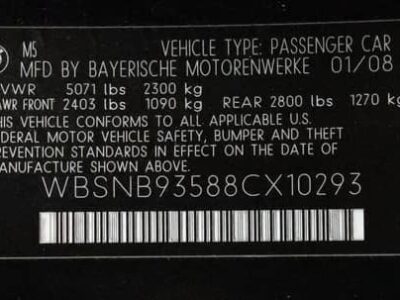 M5 VEHICLE TYPE: PASSENGER CAR
MFD BY BAYERISCHE MOTORENWERKE 01/08
VWR 5071 lbs 2300 kg
AWR FRONT 2403 lbs 1090 kg REAR 2800 lbs 1270 kg
THIS VEHICLE CONFORMS TO ALL APPLICABLE
EDERAL MOTOR VEHICLE SAFETY, BUMPER AND THEFT
PREVENTION STANDARDS IN EFFECT ON THE DATE OF
MANUFACTURE SHOWN ABOVE.
WBSNB93588CX10293